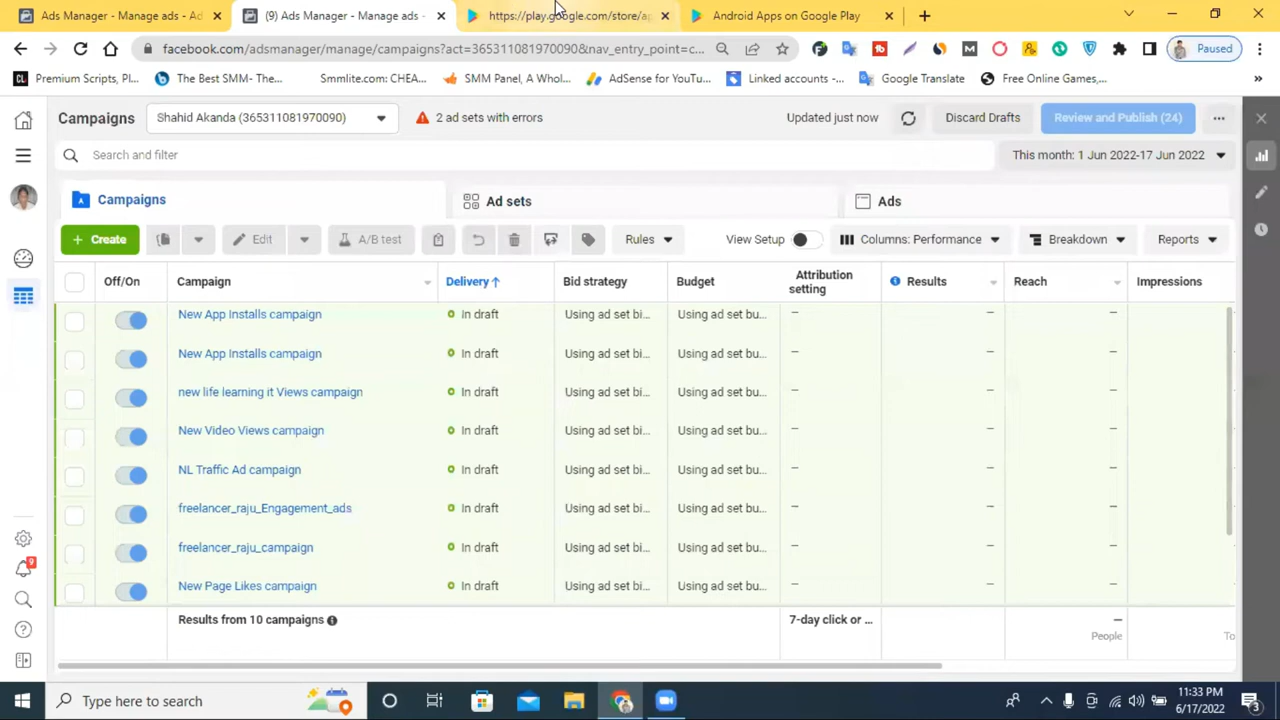 Ads Manager - Manage ads - Ad
(9) Ads Manager - Manage ads -
https://play.google.com/store/ap
Android Apps on Google Play
facebook.com/adsmanager/manage/campaigns?act=365311081970090&nav_entry_point=c...
Paused
Premium Scripts, Pl...
The Best SMM- The...
Smmlite.com: CHEA...
SMM Panel, A Whol...
AdSense for YouTu...
Linked accounts -...
Google Translate
Free Online Games,...
Campaigns
Shahid Akanda (365311081970090)
2 ad sets with errors
Updated just now
Discard Drafts
Review and Publish (24)
Search and filter
This month: 1 Jun 2022-17 Jun 2022
Campaigns
Ad sets
Ads
+ Create
Edit
A/B test
Rules
View Setup
Columns: Performance
Breakdown
Reports
Off/On
Campaign
Delivery ↑
Bid strategy
Budget
Attribution setting
Results
Reach
Impressions
New App Installs campaign In draft Using ad set bi... Using ad set bu... — — —
New App Installs campaign In draft Using ad set bi... Using ad set bu... — — —
new life learning it Views campaign In draft Using ad set bi... Using ad set bu... — — —
New Video Views campaign In draft Using ad set bi... Using ad set bu... — — —
NL Traffic Ad campaign In draft Using ad set bi... Using ad set bu... — — —
freelancer_raju_Engagement_ads In draft Using ad set bi... Using ad set bu... — — —
freelancer_raju_campaign In draft Using ad set bi... Using ad set bu... — — —
New Page Likes campaign In draft Using ad set bi... Using ad set bu... — — —
Results from 10 campaigns 7-day click or ... —
People To
9
Type here to search
11:33 PM
6/17/2022
3